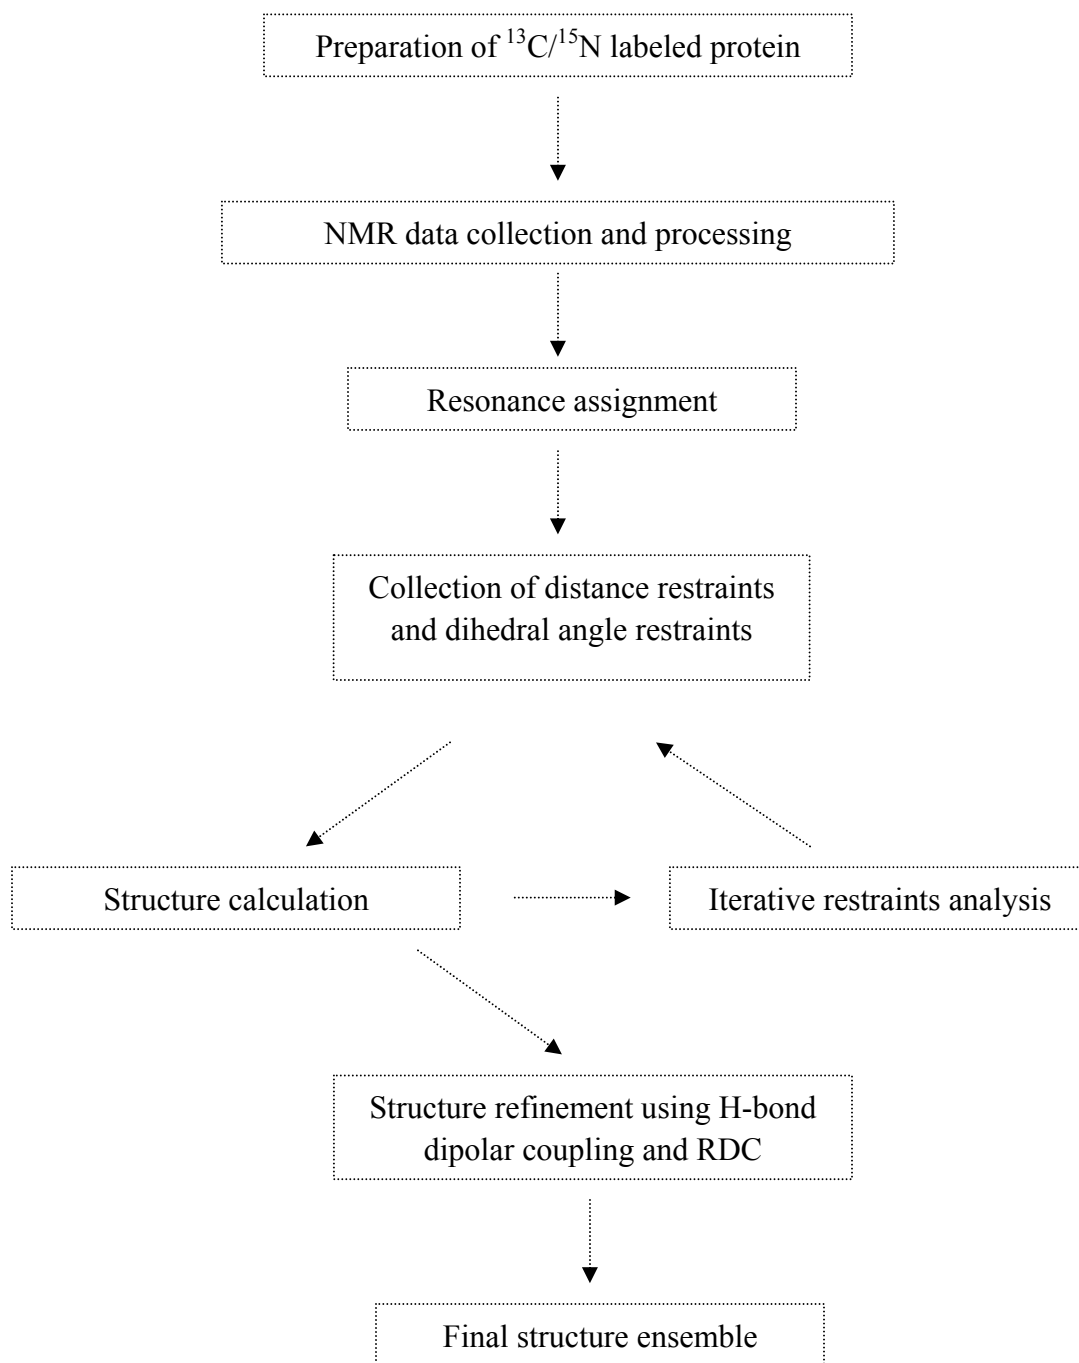 Preparation of ¹³C/¹⁵N labeled protein
NMR data collection and processing
Resonance assignment
Collection of distance restraints
and dihedral angle restraints
Structure calculation
Iterative restraints analysis
Structure refinement using H-bond
dipolar coupling and RDC
Final structure ensemble